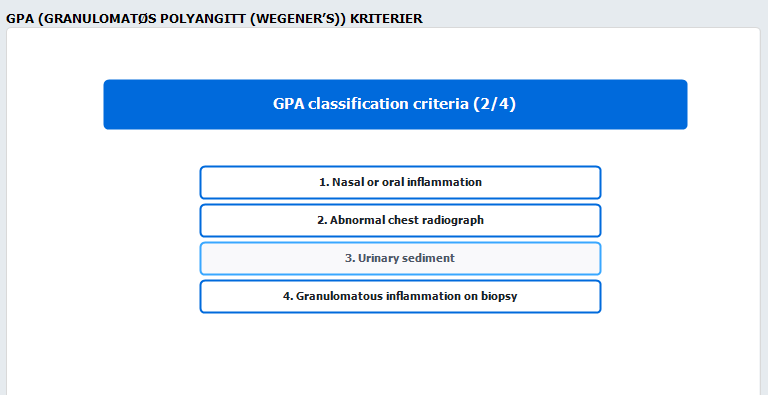 GPA (GRANULOMATØS POLYANGITT (WEGENER’S)) KRITERIER
GPA classification criteria (2/4)
1. Nasal or oral inflammation
2. Abnormal chest radiograph
3. Urinary sediment
4. Granulomatous inflammation on biopsy